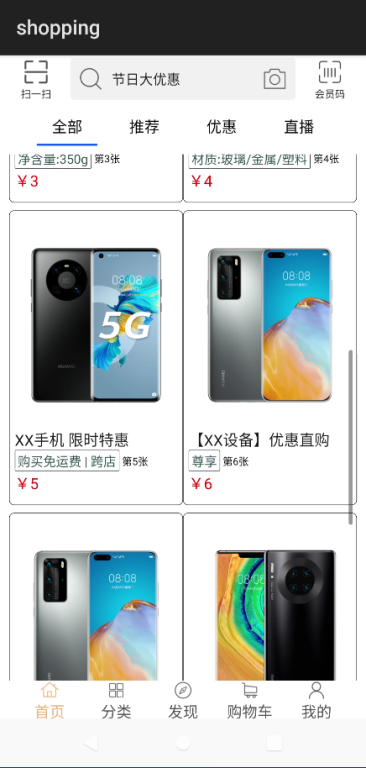 shopping
扫一扫
节日大优惠
会员码
全部 推荐 优惠 直播
净含量:350g 第3张
材质:玻璃/金属/塑料 第4张
¥3
¥4
08:08
5G
HUAWEI
08:08
XX手机 限时特惠
购买免运费 | 跨店 第5张
¥5
【XX设备】优惠直购
尊享 第6张
¥6
08:08
08:08
首页 分类 发现 购物车 我的